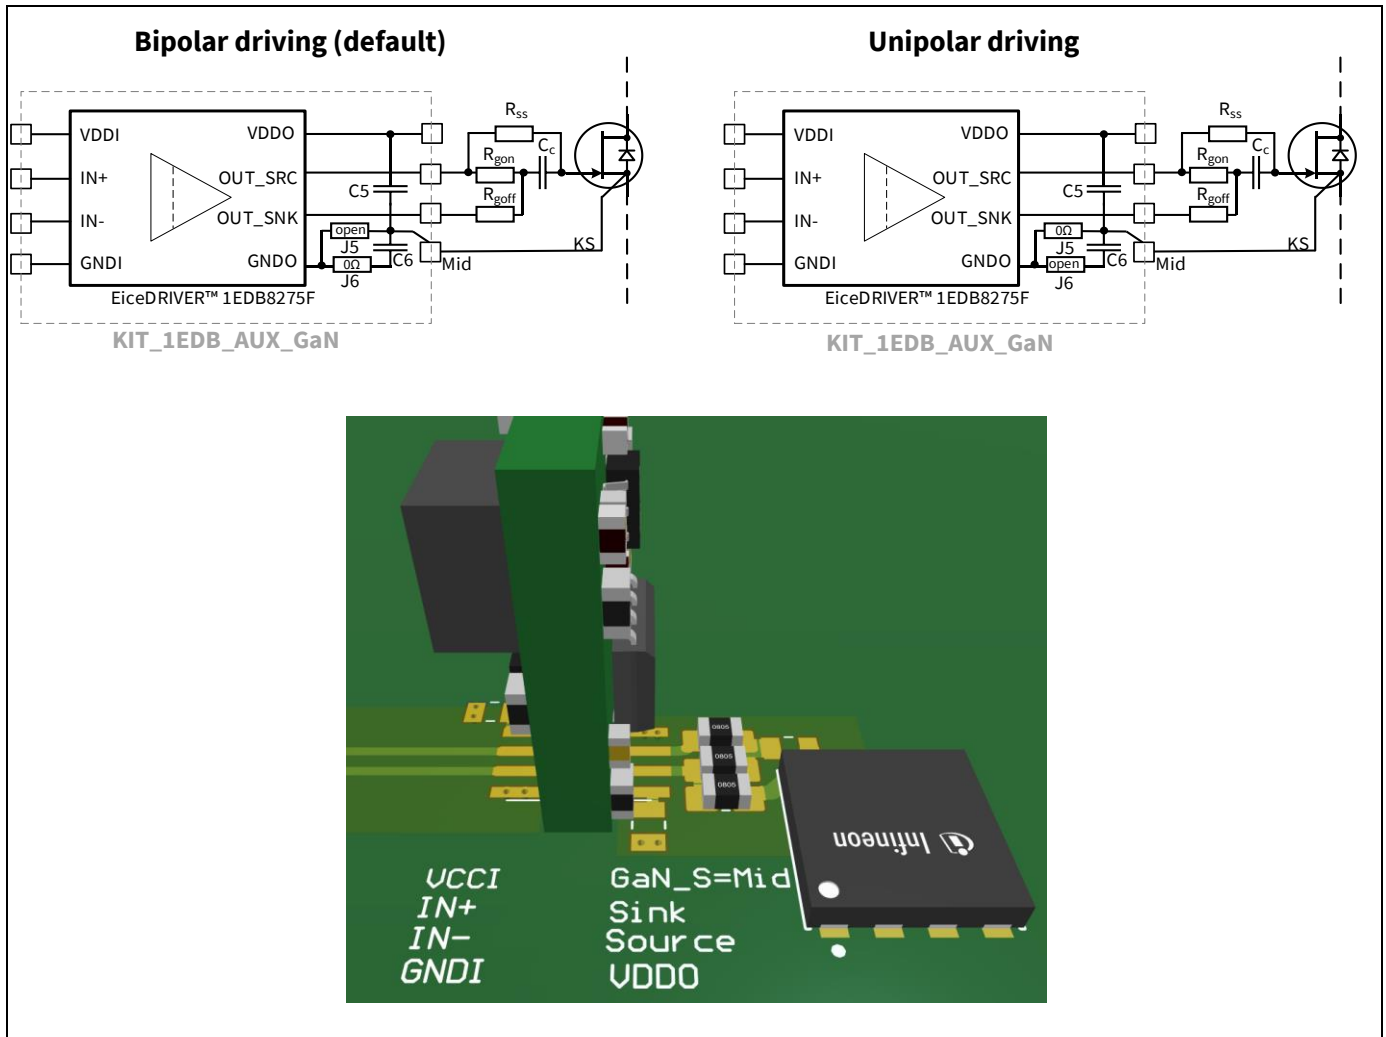 Bipolar driving (default)
Unipolar driving
VDDI
IN+
IN-
GNDI
VDDO
OUT_SRC
OUT_SNK
GNDO
C5
open
J5
0Ω
J6
C6
Mid
KS
Rss
Rgon
Rgoff
Cc
EiceDRIVER™ 1EDB8275F
KIT_1EDB_AUX_GaN
VDDI
IN+
IN-
GNDI
VDDO
OUT_SRC
OUT_SNK
GNDO
C5
0Ω
J5
open
J6
C6
Mid
KS
Rss
Rgon
Rgoff
Cc
EiceDRIVER™ 1EDB8275F
KIT_1EDB_AUX_GaN
0805
0805
0805
Infineon
VCCI
IN+
IN-
GNDI
GaN_S=Mid
Sink
Source
VDDO